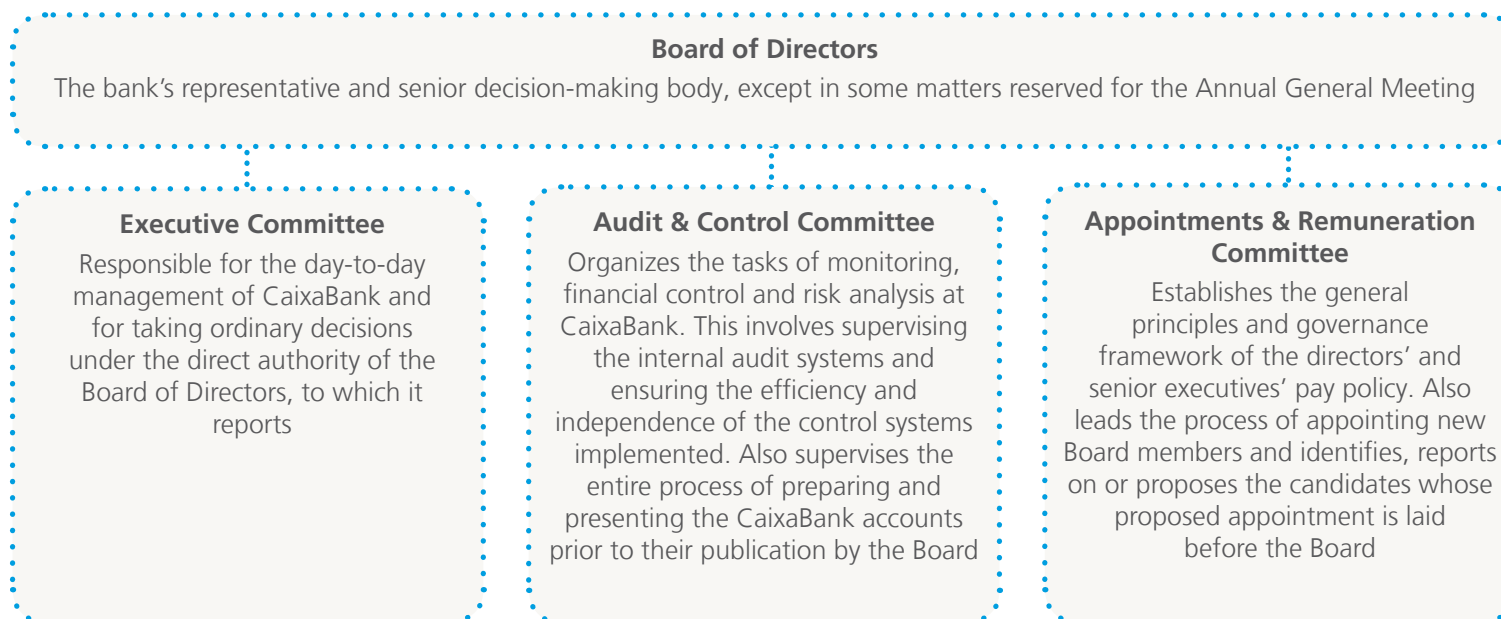 Board of Directors
The bank’s representative and senior decision-making body, except in some matters reserved for the Annual General Meeting
Executive Committee
Responsible for the day-to-day
management of CaixaBank and
for taking ordinary decisions
under the direct authority of the
Board of Directors, to which it
reports
Audit & Control Committee
Organizes the tasks of monitoring,
financial control and risk analysis at
CaixaBank. This involves supervising
the internal audit systems and
ensuring the efficiency and
independence of the control systems
implemented. Also supervises the
entire process of preparing and
presenting the CaixaBank accounts
prior to their publication by the Board
Appointments & Remuneration
Committee
Establishes the general
principles and governance
framework of the directors’ and
senior executives’ pay policy. Also
leads the process of appointing new
Board members and identifies, reports
on or proposes the candidates whose
proposed appointment is laid
before the Board